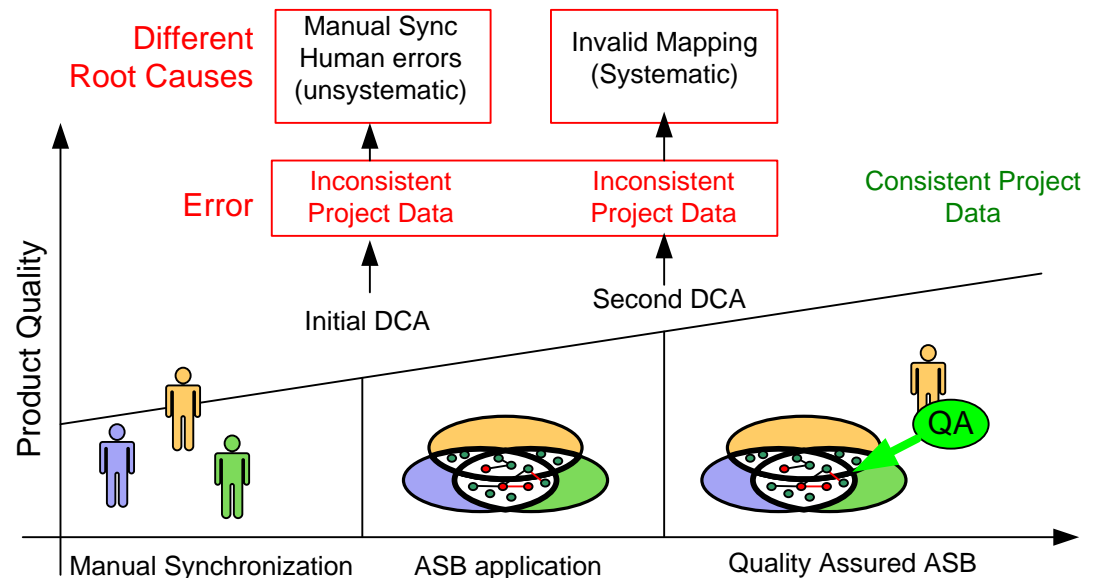 Different
Root Causes
Manual Sync
Human errors
(unsystematic)
Invalid Mapping
(Systematic)
Error
Inconsistent
Project Data
Inconsistent
Project Data
Consistent Project
Data
Product Quality
Initial DCA
Second DCA
QA
Manual Synchronization
ASB application
Quality Assured ASB